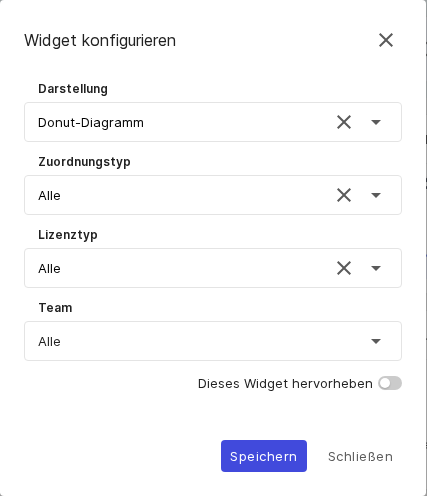 Widget konfigurieren
Darstellung
Donut-Diagramm
Zuordnungstyp
Alle
Lizenztyp
Alle
Team
Alle
Dieses Widget hervorheben
Speichern Schließen